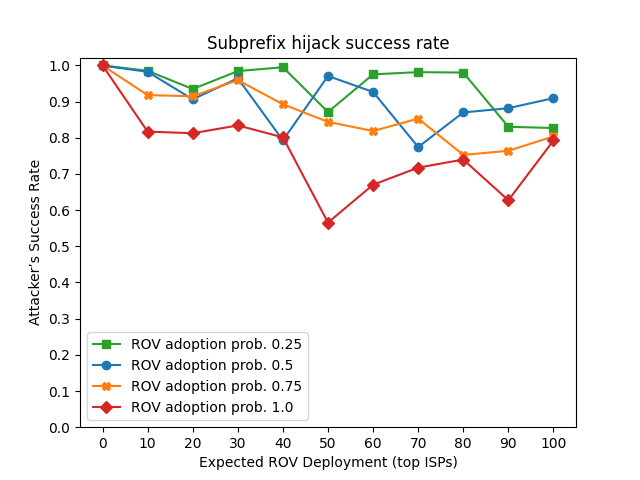 Subprefix hijack success rate
Attacker's Success Rate
1.0
0.9
0.8
0.7
0.6
0.5
0.4
0.3
0.2
0.1
0.0
ROV adoption prob. 0.25
ROV adoption prob. 0.5
ROV adoption prob. 0.75
ROV adoption prob. 1.0
0 10 20 30 40 50 60 70 80 90 100
Expected ROV Deployment (top ISPs)